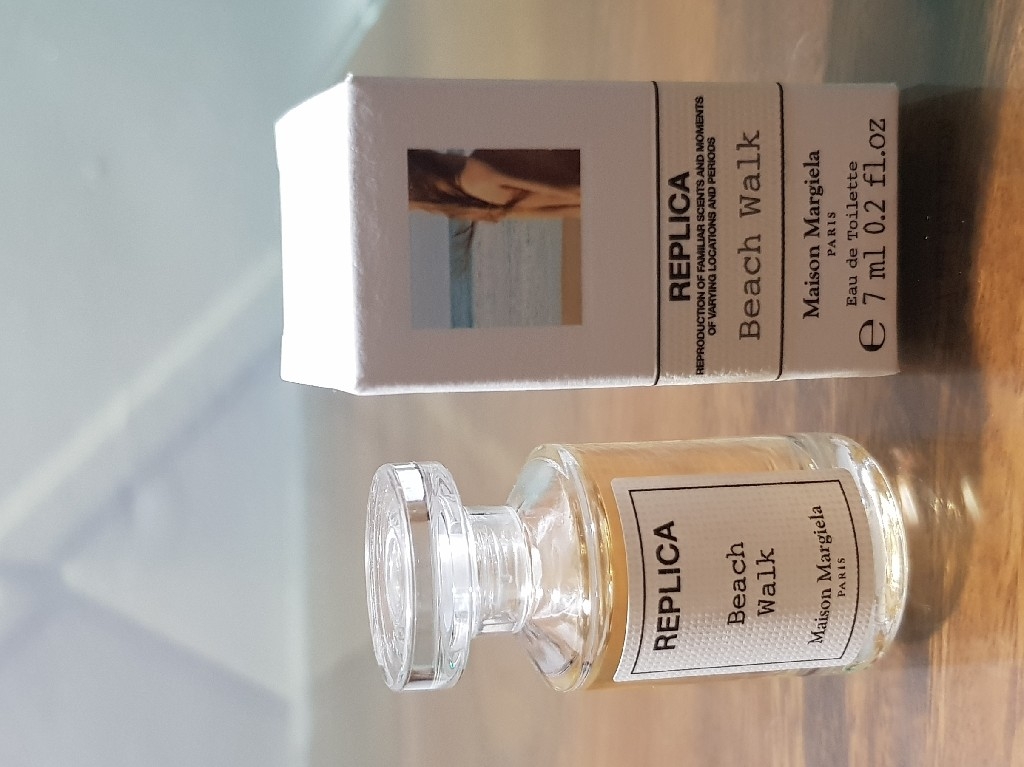 REPLICA
REPRODUCTION OF FAMILIAR SCENTS AND MOMENTS
OF VARYING LOCATIONS AND PERIODS
Beach Walk
Maison Margiela
PARIS
Eau de Toilette
℮ 7 ml 0.2 fl.oz
REPLICA
Beach
Walk
Maison Margiela
PARIS